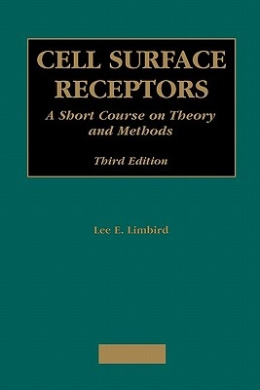 CELL SURFACE
RECEPTORS
A Short Course on Theory
and Methods
Third Edition
Lee E. Limbird